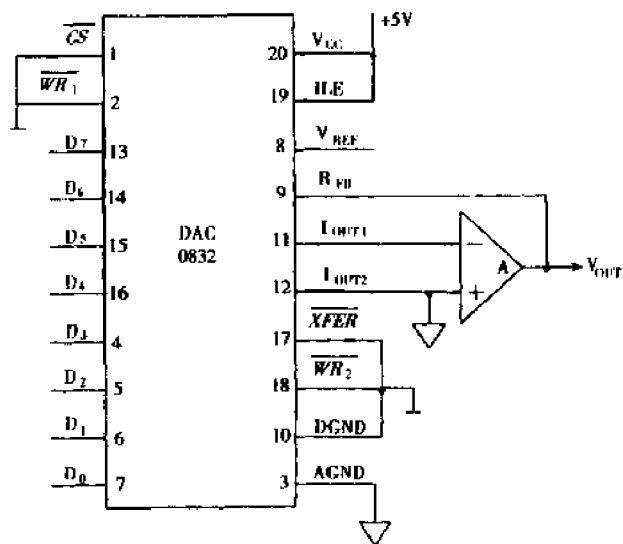 +5V
CS
1
20
VCC
WR1
2
19
ILE
D7
13
8
VREF
D6
14
9
RFB
D5
15
DAC
0832
11
IOUT1
−
A
VOUT
D4
16
12
IOUT2
+
D3
4
17
XFER
D2
5
18
WR2
D1
6
10
DGND
D0
7
3
AGND